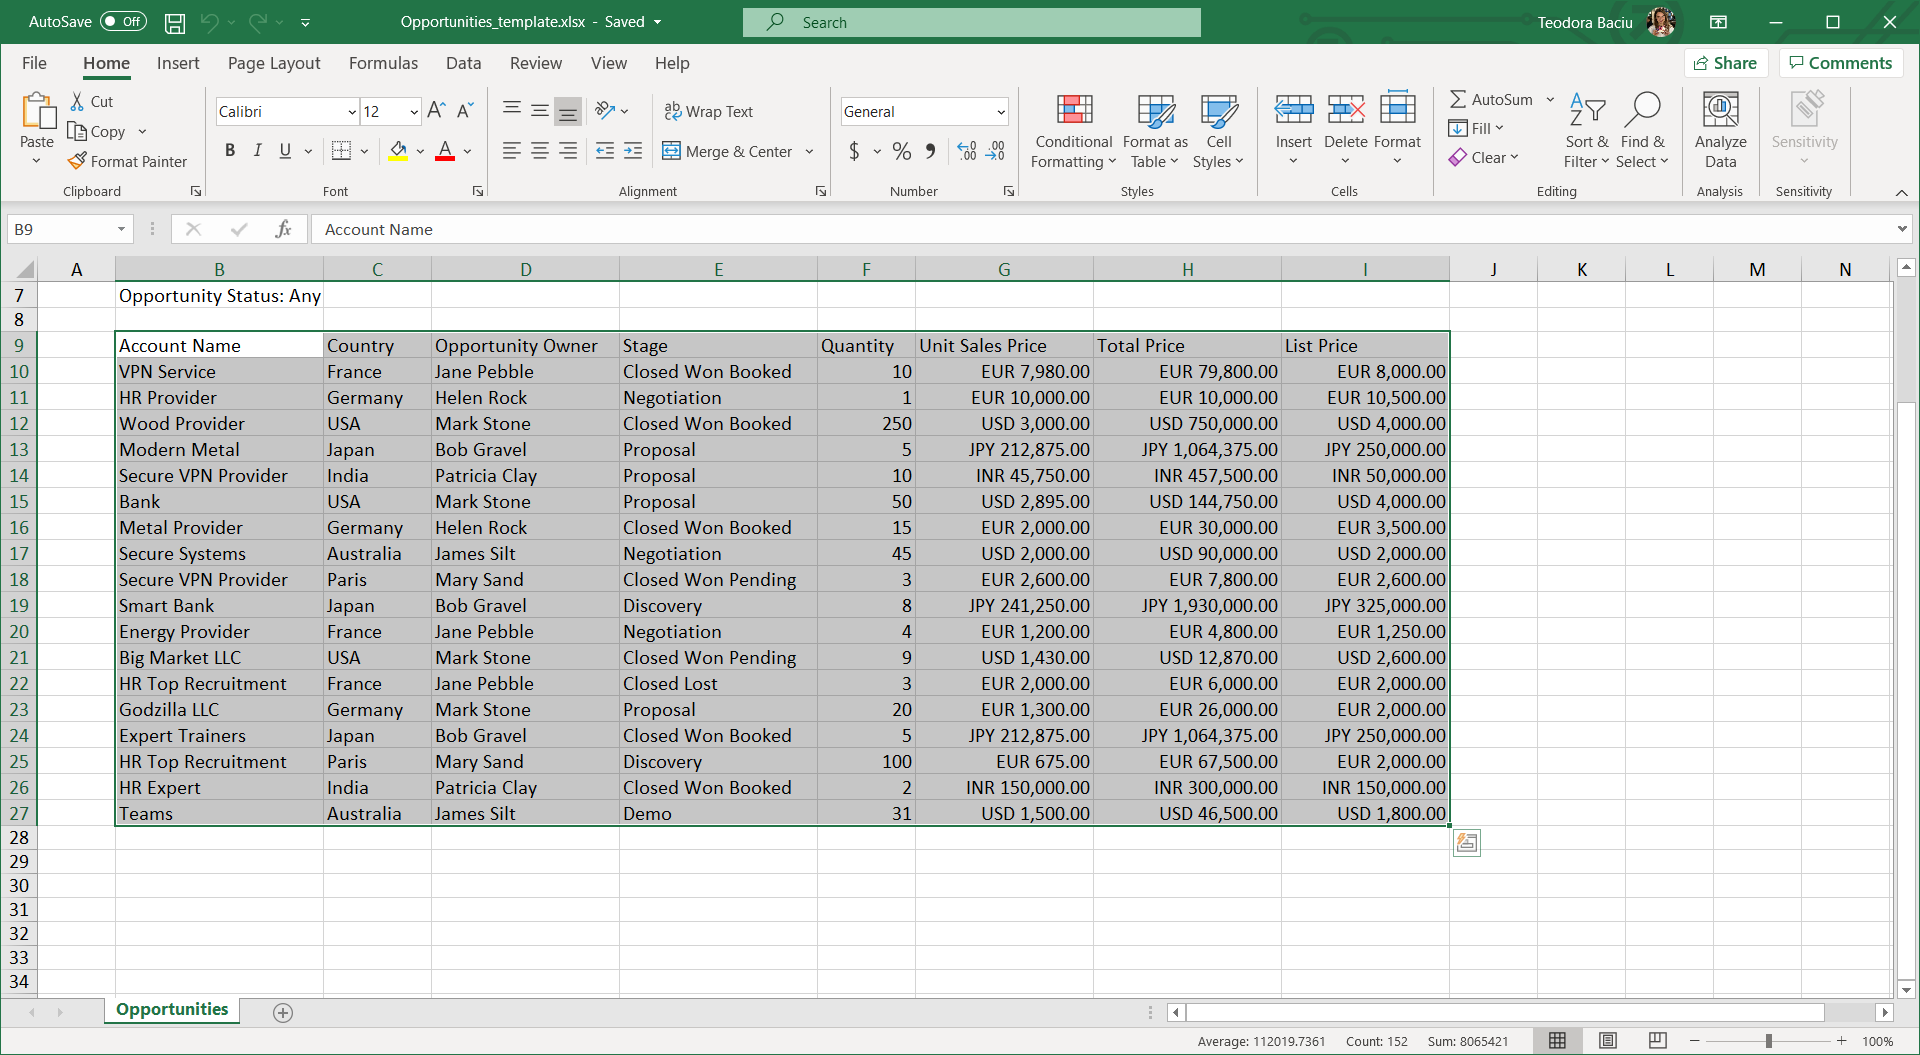 AutoSave Off Opportunities_template.xlsx - Saved Search Teodora Baciu
File Home Insert Page Layout Formulas Data Review View Help Share Comments
Paste Cut Copy Format Painter Clipboard
Calibri 12 A A B I U A Font
ab Wrap Text Merge & Center Alignment
General $ % 9 .00 .00 Number
Conditional Formatting Format as Table Cell Styles Styles
Insert Delete Format Cells
AutoSum Fill Clear Sort & Filter Find & Select Editing
Analyze Data Analysis
Sensitivity Sensitivity
B9 fx Account Name
A B C D E F G H I J K L M N
7 Opportunity Status: Any
8
9 Account Name Country Opportunity Owner Stage Quantity Unit Sales Price Total Price List Price
10 VPN Service France Jane Pebble Closed Won Booked 10 EUR 7,980.00 EUR 79,800.00 EUR 8,000.00
11 HR Provider Germany Helen Rock Negotiation 1 EUR 10,000.00 EUR 10,000.00 EUR 10,500.00
12 Wood Provider USA Mark Stone Closed Won Booked 250 USD 3,000.00 USD 750,000.00 USD 4,000.00
13 Modern Metal Japan Bob Gravel Proposal 5 JPY 212,875.00 JPY 1,064,375.00 JPY 250,000.00
14 Secure VPN Provider India Patricia Clay Proposal 10 INR 45,750.00 INR 457,500.00 INR 50,000.00
15 Bank USA Mark Stone Proposal 50 USD 2,895.00 USD 144,750.00 USD 4,000.00
16 Metal Provider Germany Helen Rock Closed Won Booked 15 EUR 2,000.00 EUR 30,000.00 EUR 3,500.00
17 Secure Systems Australia James Silt Negotiation 45 USD 2,000.00 USD 90,000.00 USD 2,000.00
18 Secure VPN Provider Paris Mary Sand Closed Won Pending 3 EUR 2,600.00 EUR 7,800.00 EUR 2,600.00
19 Smart Bank Japan Bob Gravel Discovery 8 JPY 241,250.00 JPY 1,930,000.00 JPY 325,000.00
20 Energy Provider France Jane Pebble Negotiation 4 EUR 1,200.00 EUR 4,800.00 EUR 1,250.00
21 Big Market LLC USA Mark Stone Closed Won Pending 9 USD 1,430.00 USD 12,870.00 USD 2,600.00
22 HR Top Recruitment France Jane Pebble Closed Lost 3 EUR 2,000.00 EUR 6,000.00 EUR 2,000.00
23 Godzilla LLC Germany Mark Stone Proposal 20 EUR 1,300.00 EUR 26,000.00 EUR 2,000.00
24 Expert Trainers Japan Bob Gravel Closed Won Booked 5 JPY 212,875.00 JPY 1,064,375.00 JPY 250,000.00
25 HR Top Recruitment Paris Mary Sand Discovery 100 EUR 675.00 EUR 67,500.00 EUR 2,000.00
26 HR Expert India Patricia Clay Closed Won Booked 2 INR 150,000.00 INR 300,000.00 INR 150,000.00
27 Teams Australia James Silt Demo 31 USD 1,500.00 USD 46,500.00 USD 1,800.00
28
29
30
31
32
33
34
Opportunities
Average: 112019.7361 Count: 152 Sum: 8065421 100%